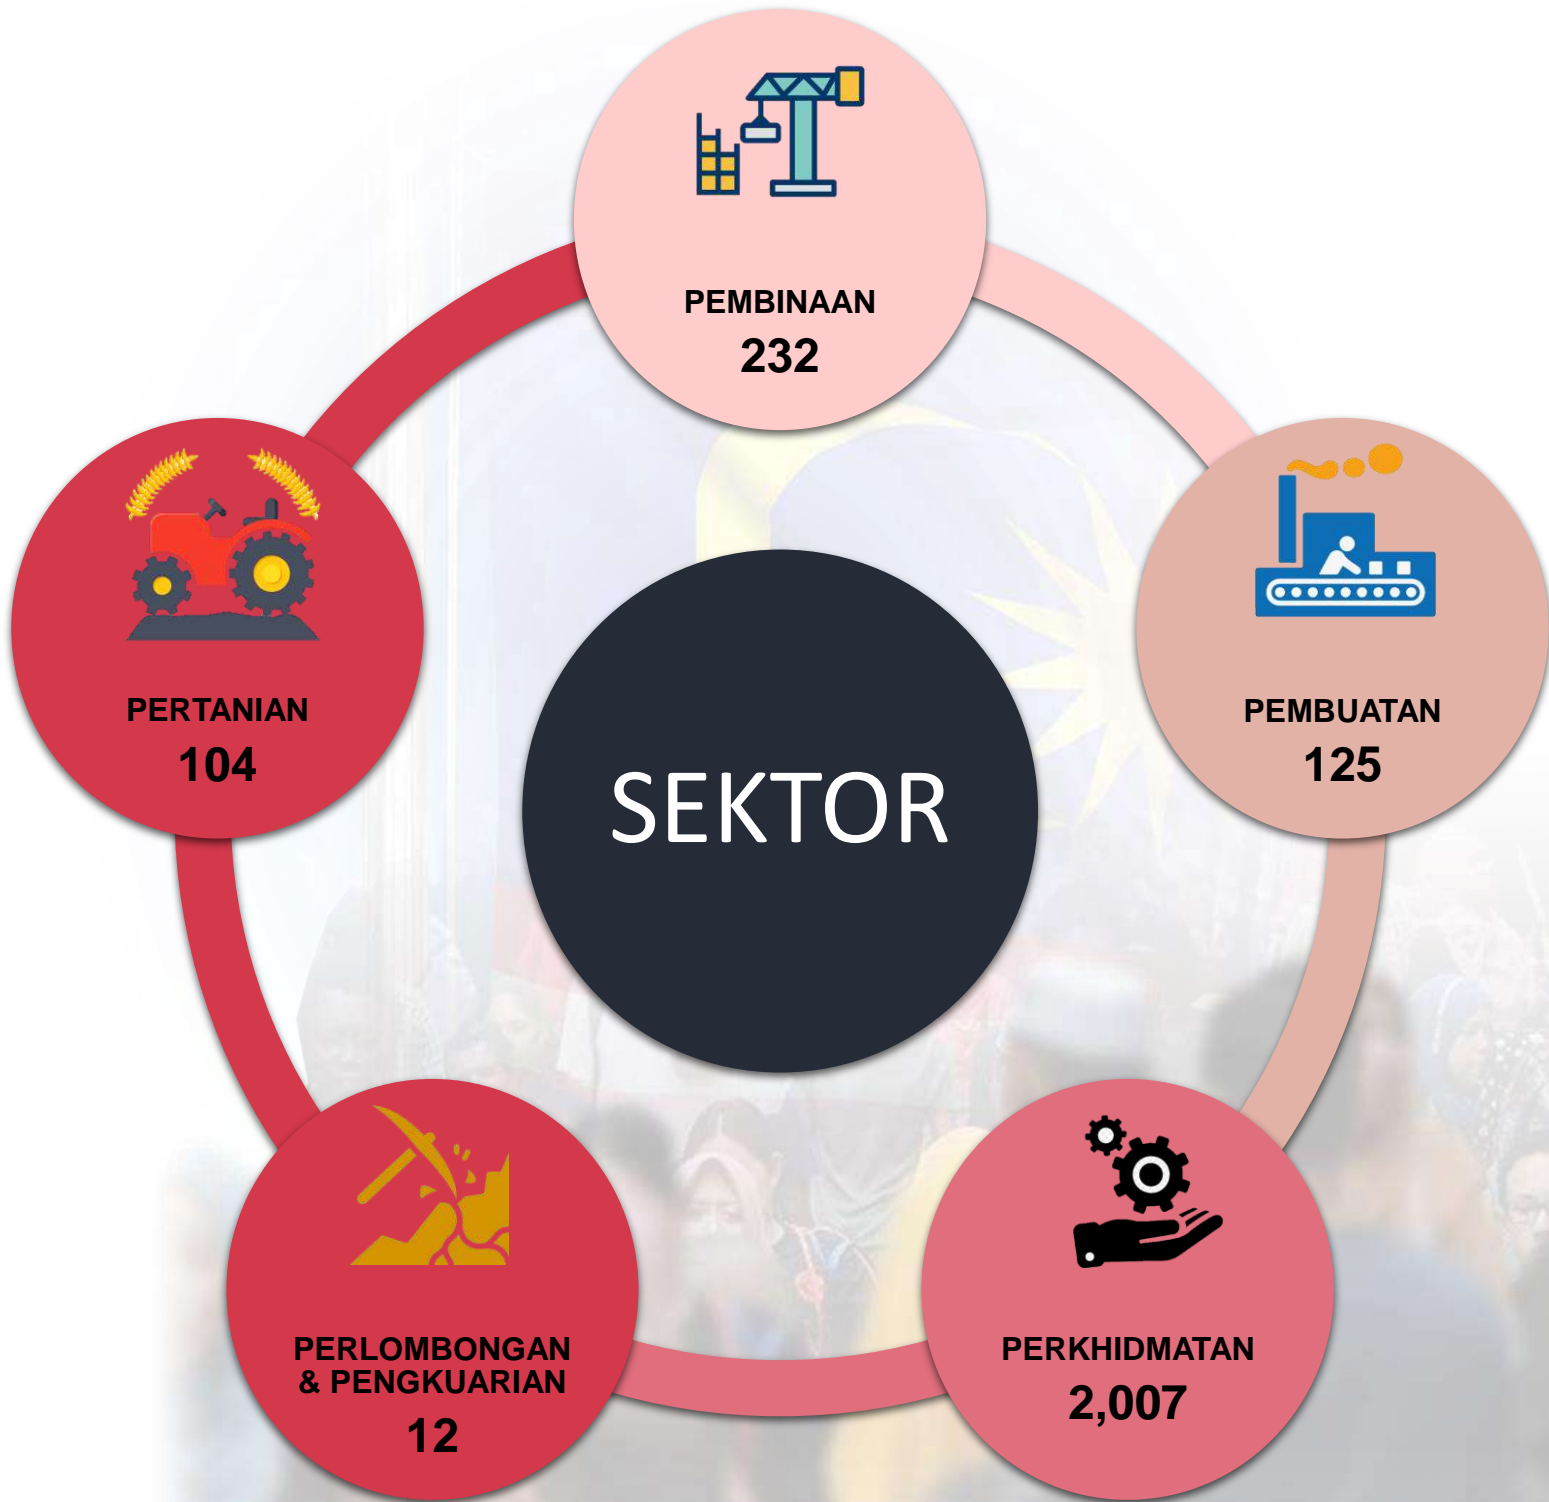 PEMBINAAN
232
PEMBUATAN
125
PERKHIDMATAN
2,007
PERLOMBONGAN
& PENGKUARIAN
12
PERTANIAN
104
SEKTOR